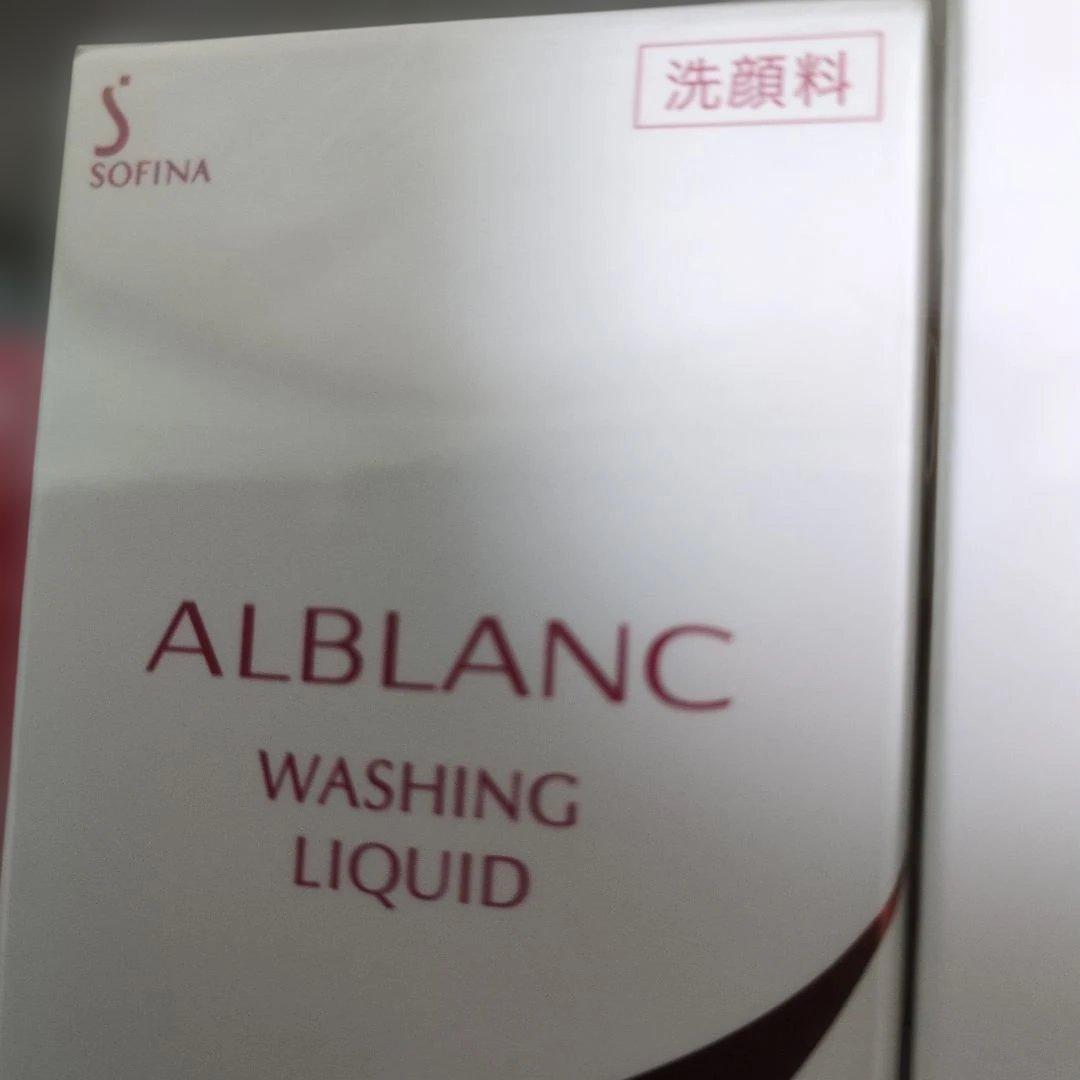 SOFINA
洗顔料
ALBLANC
WASHING
LIQUID